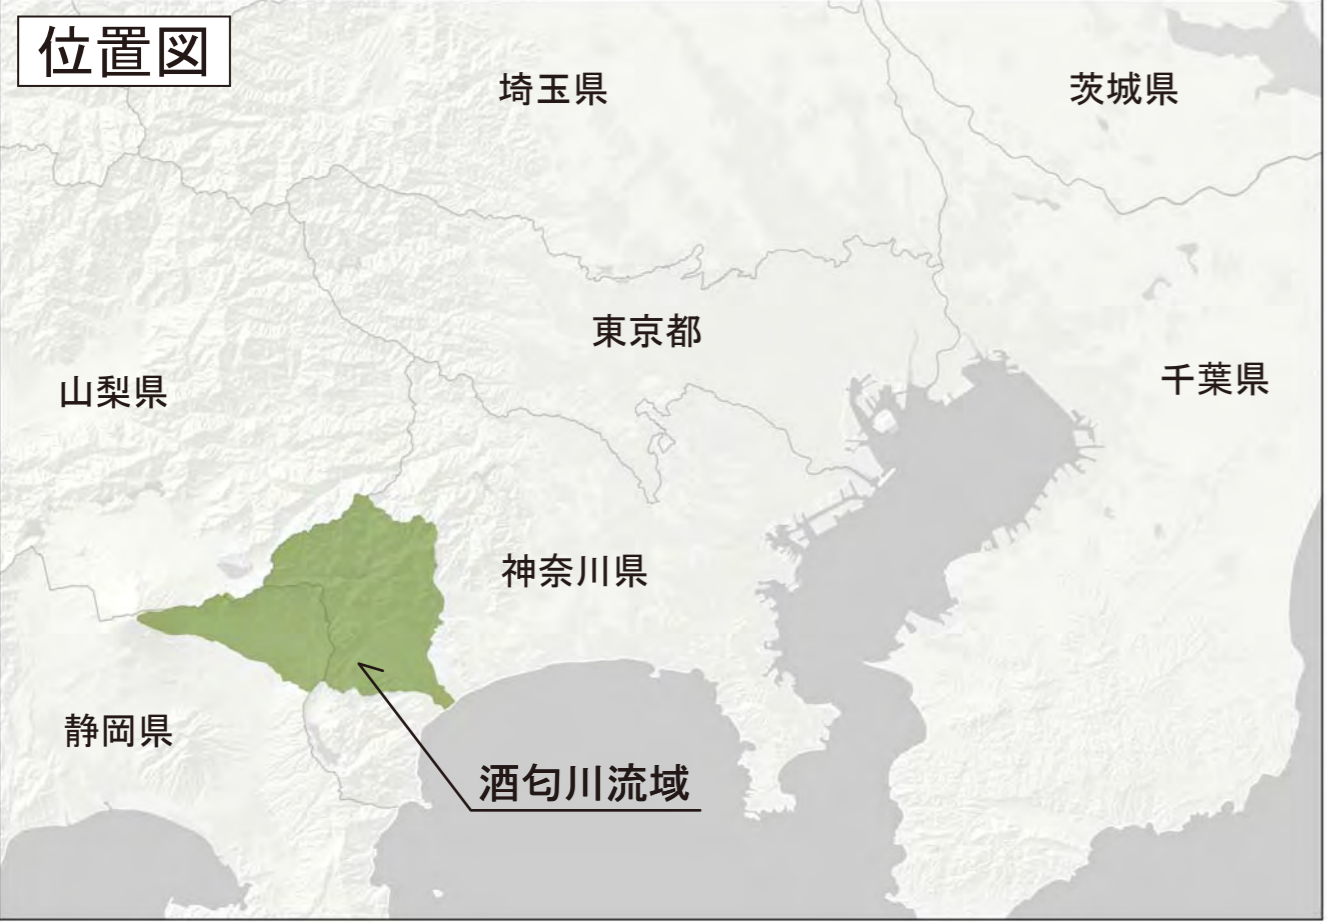 位置図
埼玉県
茨城県
東京都
山梨県
千葉県
神奈川県
静岡県
酒匂川流域